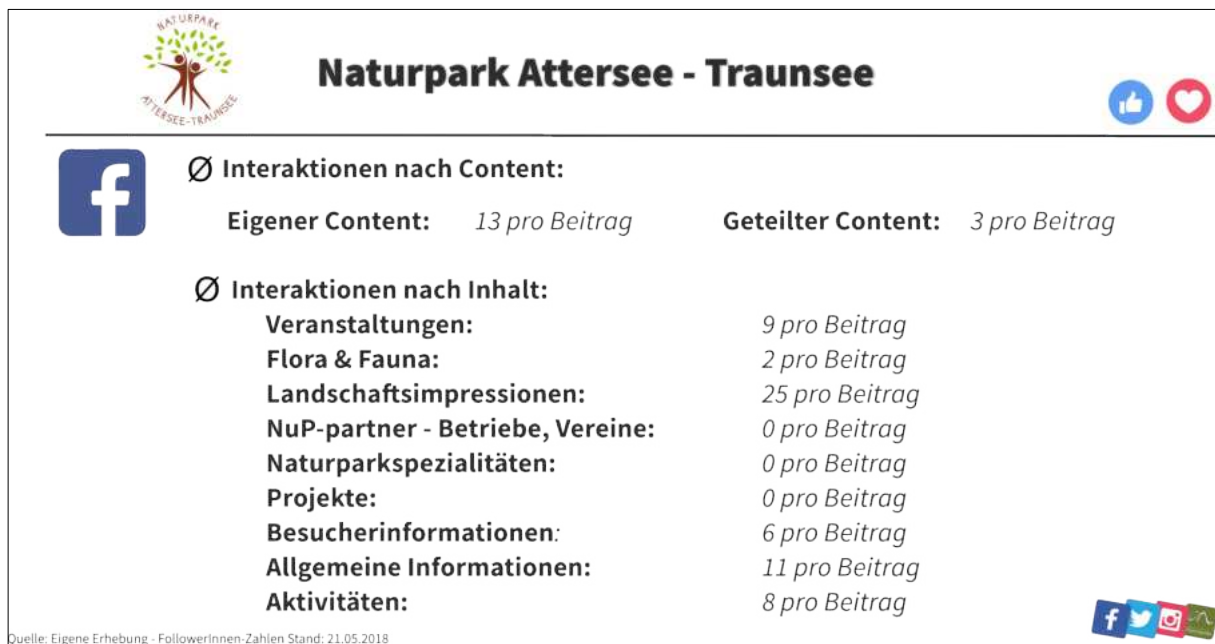 NATURPARK
ATTERSEE-TRAUNSEE
Naturpark Attersee - Traunsee
Ø Interaktionen nach Content:
Eigener Content: 13 pro Beitrag Geteilter Content: 3 pro Beitrag
Ø Interaktionen nach Inhalt:
Veranstaltungen: 9 pro Beitrag
Flora & Fauna: 2 pro Beitrag
Landschaftsimpressionen: 25 pro Beitrag
NuP-partner - Betriebe, Vereine: 0 pro Beitrag
Naturparkspezialitäten: 0 pro Beitrag
Projekte: 0 pro Beitrag
Besucherinformationen: 6 pro Beitrag
Allgemeine Informationen: 11 pro Beitrag
Aktivitäten: 8 pro Beitrag
Quelle: Eigene Erhebung - FollowerInnen-Zahlen Stand: 21.05.2018